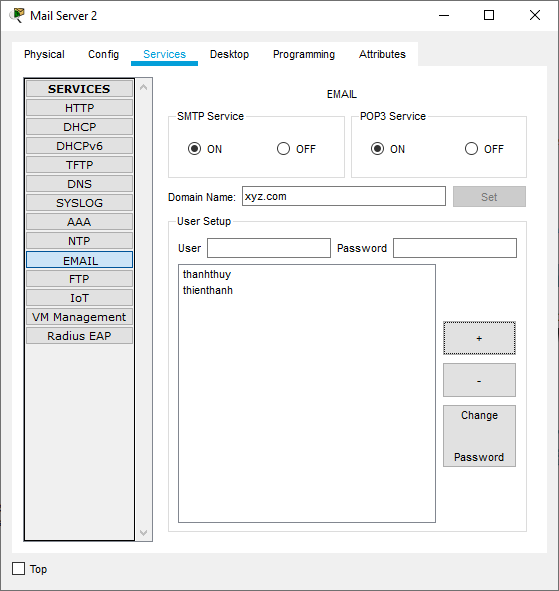 Mail Server 2
Physical Config Services Desktop Programming Attributes
SERVICES
HTTP
DHCP
DHCPv6
TFTP
DNS
SYSLOG
AAA
NTP
EMAIL
FTP
IoT
VM Management
Radius EAP
EMAIL
SMTP Service
ON OFF
POP3 Service
ON OFF
Domain Name: xyz.com Set
User Setup
User Password
thanhthuy
thienthanh
+
-
Change
Password
Top